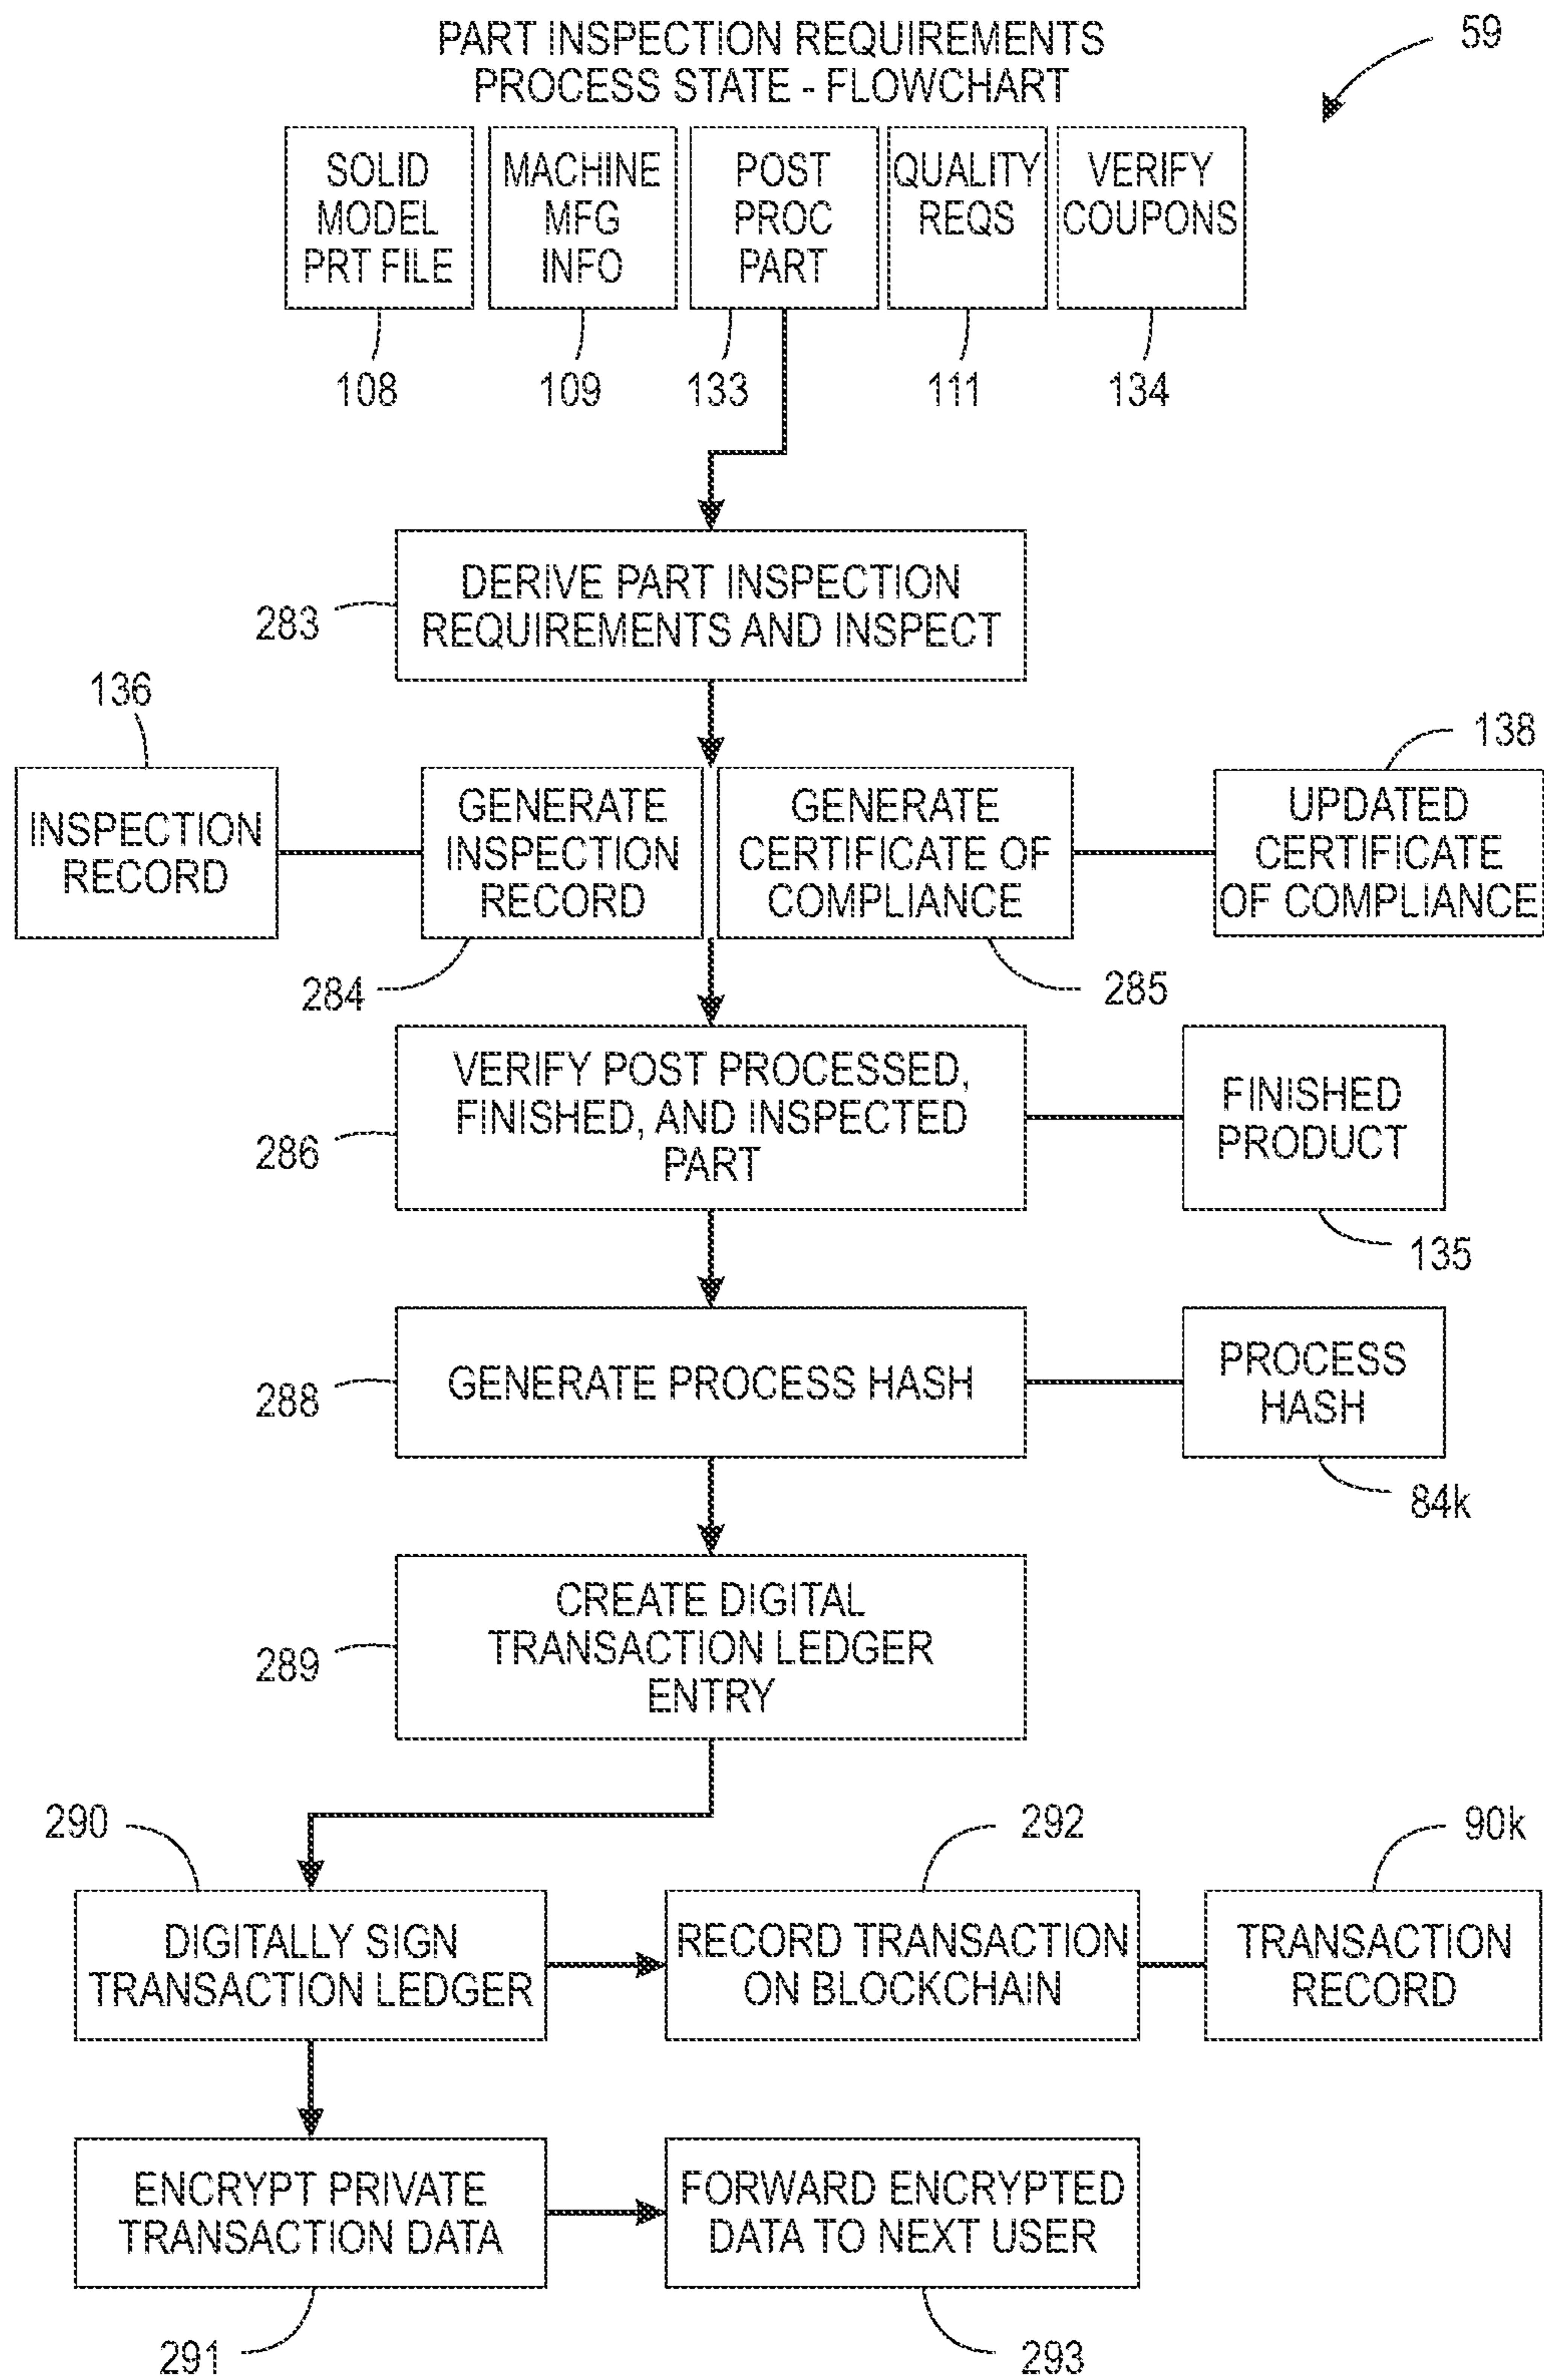 PART INSPECTION REQUIREMENTS
PROCESS STATE - FLOWCHART
59
SOLID
MODEL
PRT FILE
MACHINE
MFG
INFO
POST
PROC
PART
QUALITY
REQS
VERIFY
COUPONS
108
109
133
111
134
DERIVE PART INSPECTION
REQUIREMENTS AND INSPECT
283
136
138
INSPECTION
RECORD
GENERATE
INSPECTION
RECORD
GENERATE
CERTIFICATE OF
COMPLIANCE
UPDATED
CERTIFICATE
OF COMPLIANCE
284
285
VERIFY POST PROCESSED,
FINISHED, AND INSPECTED
PART
286
FINISHED
PRODUCT
135
GENERATE PROCESS HASH
288
PROCESS
HASH
84k
CREATE DIGITAL
TRANSACTION LEDGER
ENTRY
289
290
292
90k
DIGITALLY SIGN
TRANSACTION LEDGER
RECORD TRANSACTION
ON BLOCKCHAIN
TRANSACTION
RECORD
ENCRYPT PRIVATE
TRANSACTION DATA
FORWARD ENCRYPTED
DATA TO NEXT USER
291
293